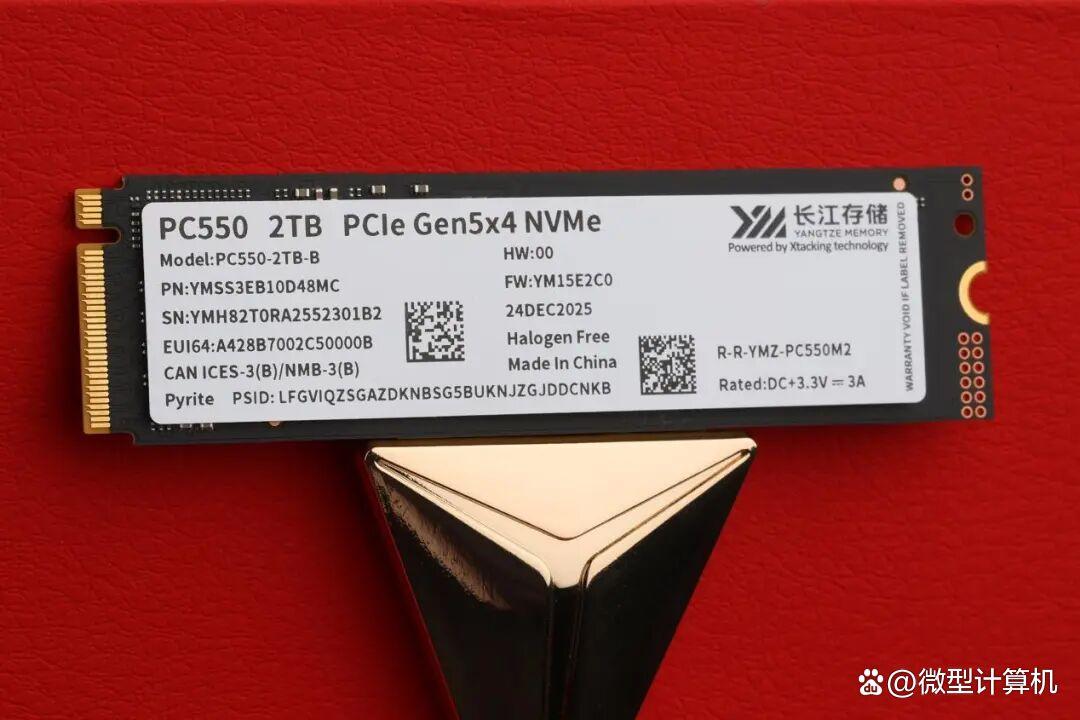 PC550 2TB PCIe Gen5x4 NVMe
Model:PC550-2TB-B
PN:YMSS3EB10D48MC
SN:YMH82T0RA2552301B2
EUI64:A428B7002C50000B
CAN ICES-3(B)/NMB-3(B)
Pyrite PSID: LFGVIQZSGAZDKNBSG5BUKNJZGJDDCNKB
HW:00
FW:YM15E2C0
24DEC2025
Halogen Free
Made In China
长江存储
YANGTZE MEMORY
Powered by Xtacking technology
R-R-YMZ-PC550M2
Rated:DC+3.3V ⎓ 3A
WARRANTY VOID IF LABEL REMOVED
@微型计算机